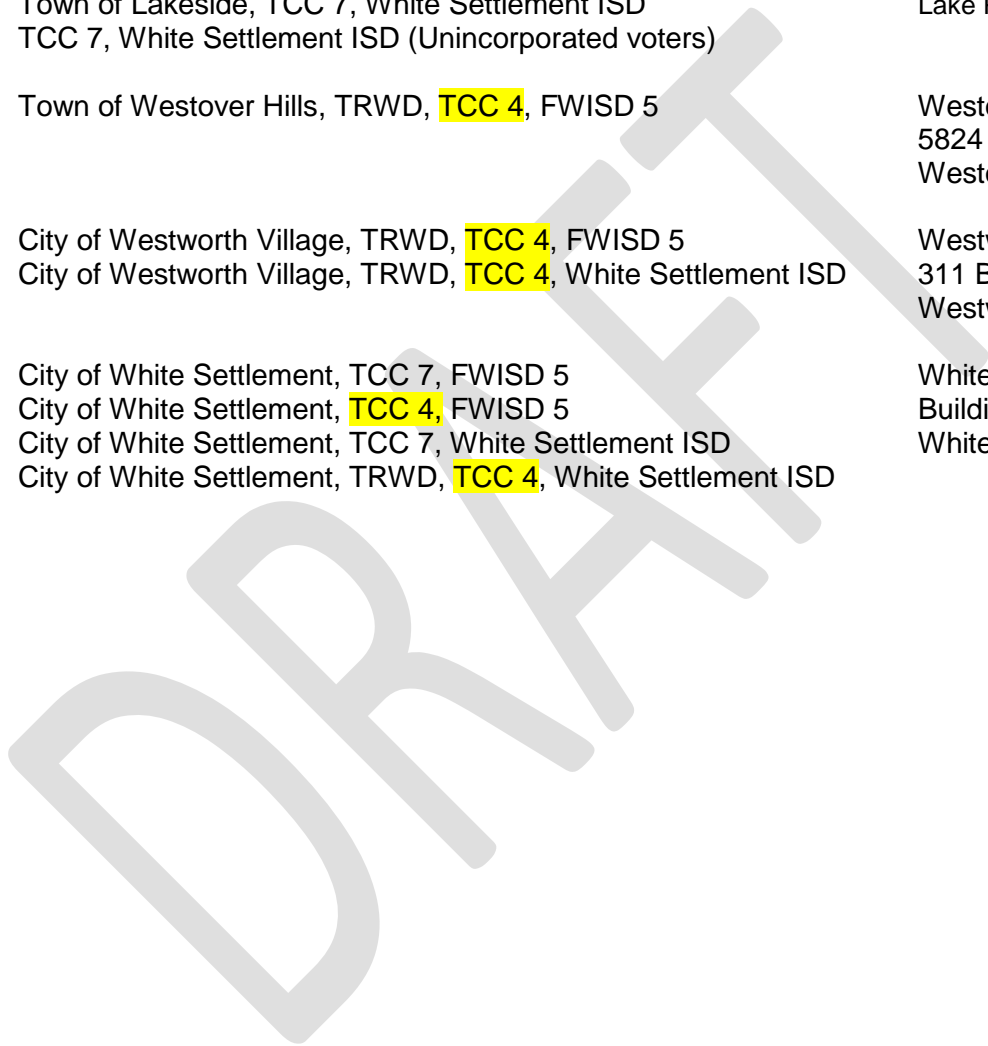 Town of Lakeside, TCC 7, White Settlement ISD
Lake
TCC 7, White Settlement ISD (Unincorporated voters)
Town of Westover Hills, TRWD, TCC 4, FWISD 5
5824
City of Westworth Village, TRWD, TCC 4, FWISD 5
City of Westworth Village, TRWD, TCC 4, White Settlement ISD
311
City of White Settlement, TCC 7, FWISD 5
White
City of White Settlement, TCC 4, FWISD 5
City of White Settlement, TCC 7, White Settlement ISD
White
City of White Settlement, TRWD, TCC 4, White Settlement ISD
DRAFT